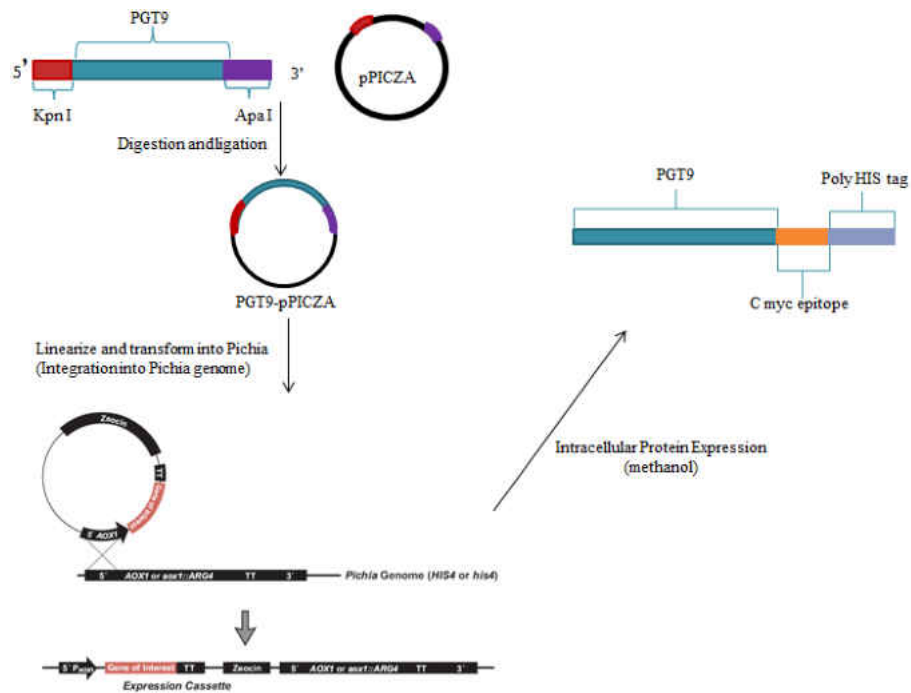 PGT9
5’
3’
Kpn I
Apa I
pPICZA
Digestion andligation
PGT9-pPICZA
Linearize and transform into Pichia
(Integrationinto Pichia genome)
Zeocin
TT
5´ AOX1
5´ AOX1 or aox1::ARG4 TT 3´
Pichia Genome (HIS4 or his4)
5´ PAOX1 Gene of Interest TT Zeocin 5´ AOX1 or aox1::ARG4 TT 3´
Expression Cassette
Intracellular Protein Expression
(methanol)
PGT9
Poly HIS tag
C myc epitope